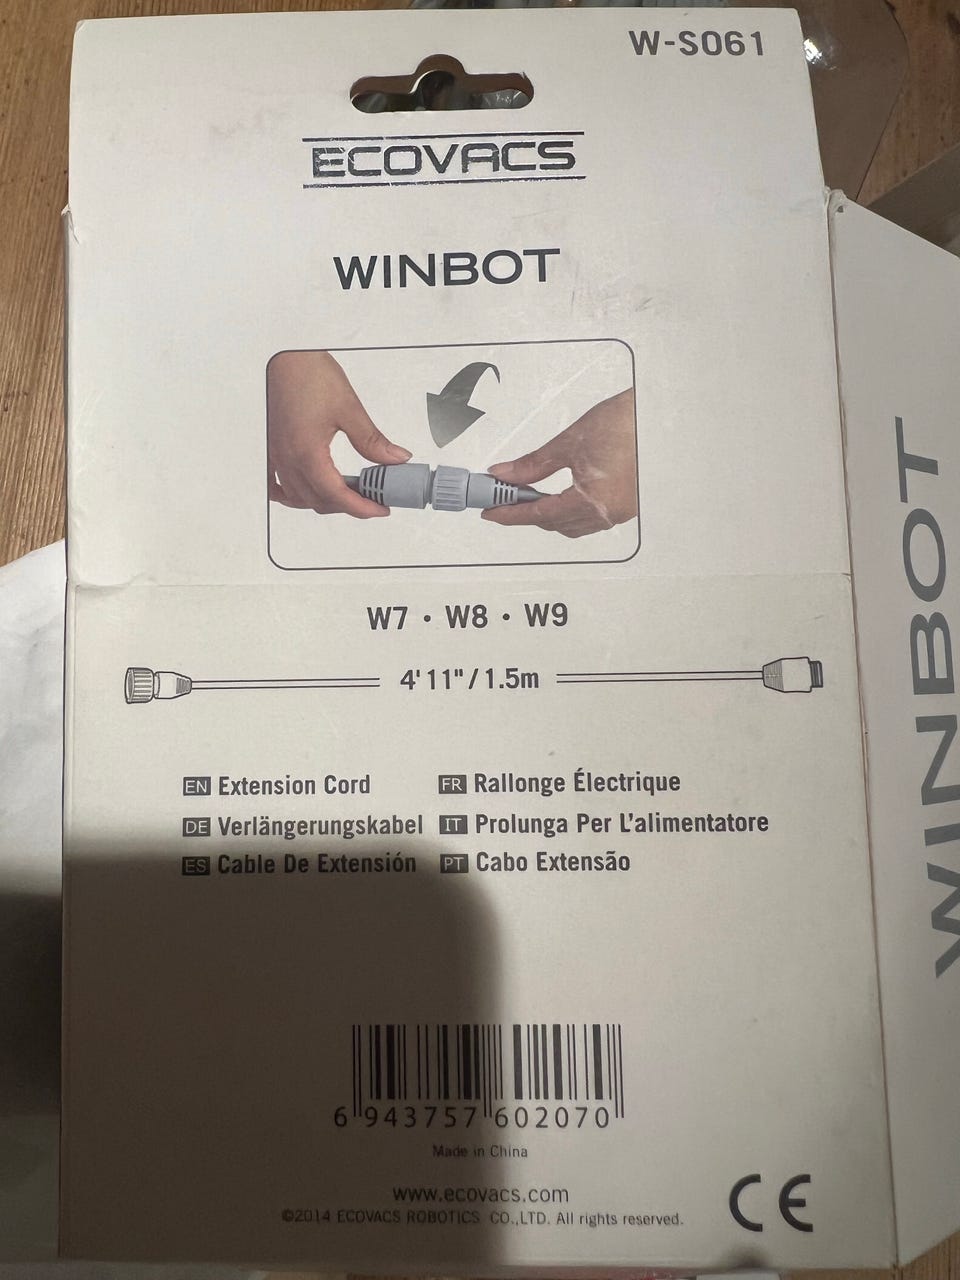 W-S061
ECOVACS
WINBOT
W7 • W8 • W9
4' 11" / 1.5m
EN Extension Cord
FR Rallonge Électrique
DE Verlängerungskabel
IT Prolunga Per L'alimentatore
ES Cable De Extensión
PT Cabo Extensão
6 943757 602070
Made in China
www.ecovacs.com
©2014 ECOVACS ROBOTICS CO.,LTD. All rights reserved.
CE
WINBOT